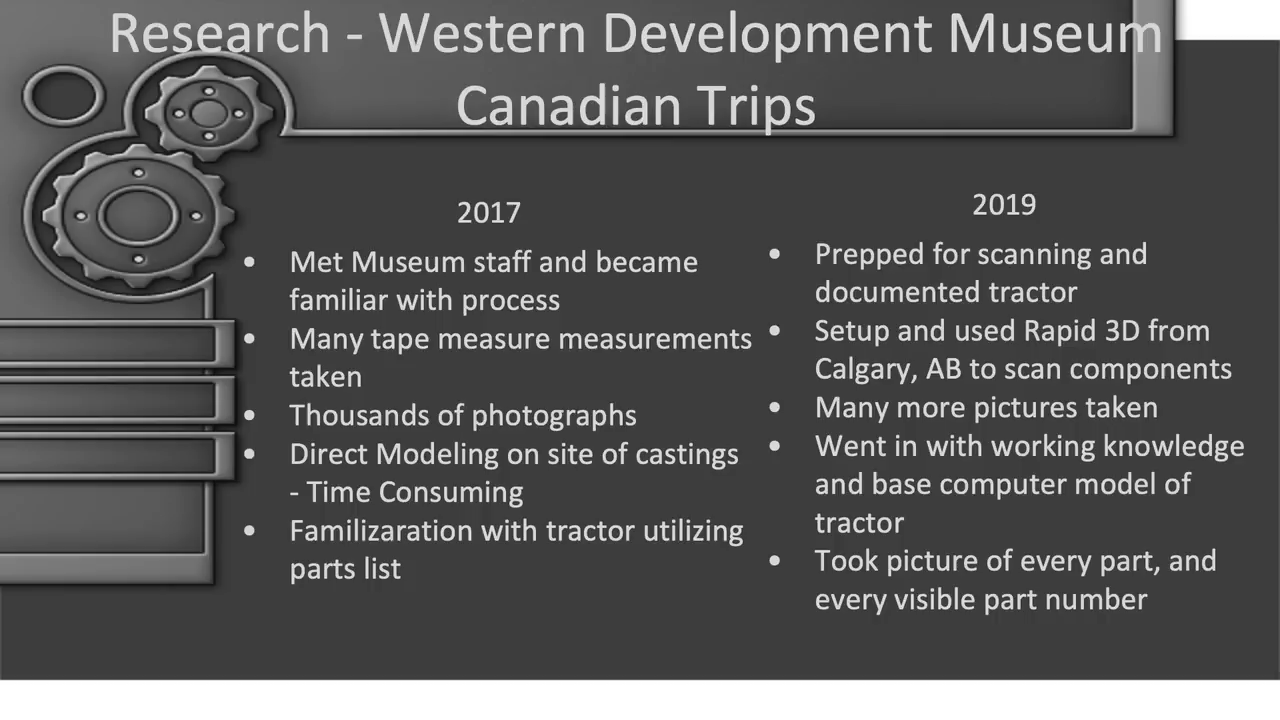 Research - Western Development Museum
Canadian Trips
2017
• Met Museum staff and became
familiar with process
• Many tape measure measurements
taken
• Thousands of photographs
• Direct Modeling on site of castings
- Time Consuming
• Familizaration with tractor utilizing
parts list
2019
• Prepped for scanning and
documented tractor
• Setup and used Rapid 3D from
Calgary, AB to scan components
• Many more pictures taken
• Went in with working knowledge
and base computer model of
tractor
• Took picture of every part, and
every visible part number